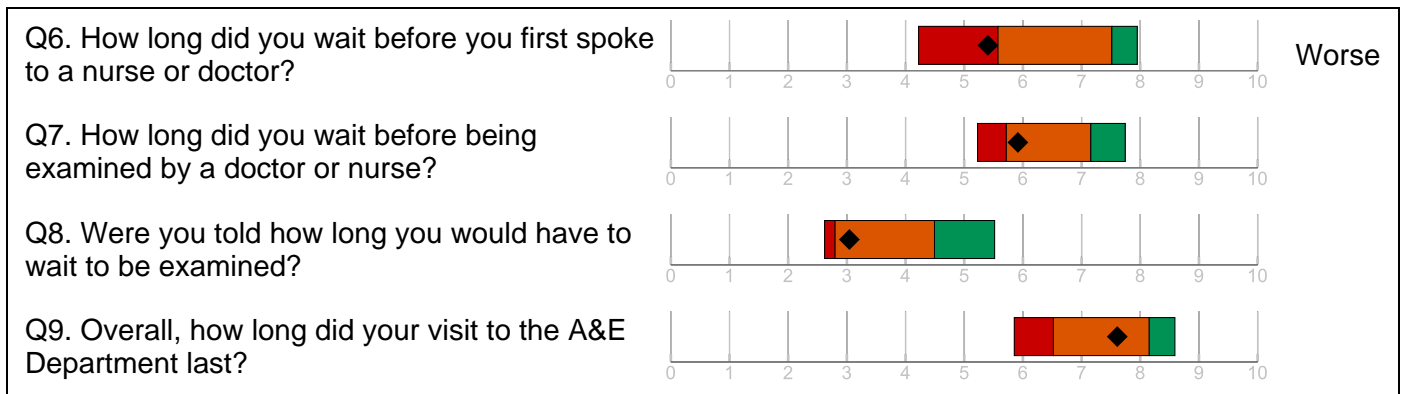 Q6. How long did you wait before you first spoke
to a nurse or doctor?
Worse
0 1 2 3 4 5 6 7 8 9 10
Q7. How long did you wait before being
examined by a doctor or nurse?
0 1 2 3 4 5 6 7 8 9 10
Q8. Were you told how long you would have to
wait to be examined?
0 1 2 3 4 5 6 7 8 9 10
Q9. Overall, how long did your visit to the A&E
Department last?
0 1 2 3 4 5 6 7 8 9 10